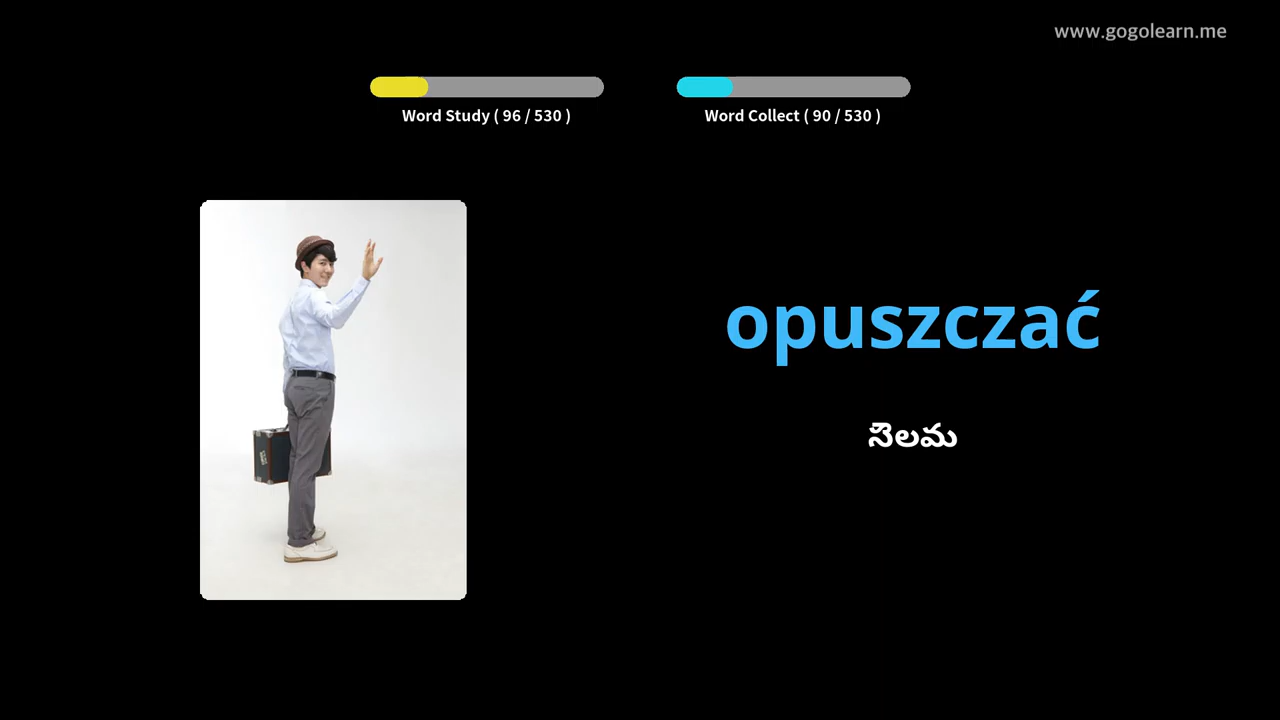 www.gogolearn.me
Word Study ( 96 / 530 )
Word Collect ( 90 / 530 )
opuszczać
సెలవు